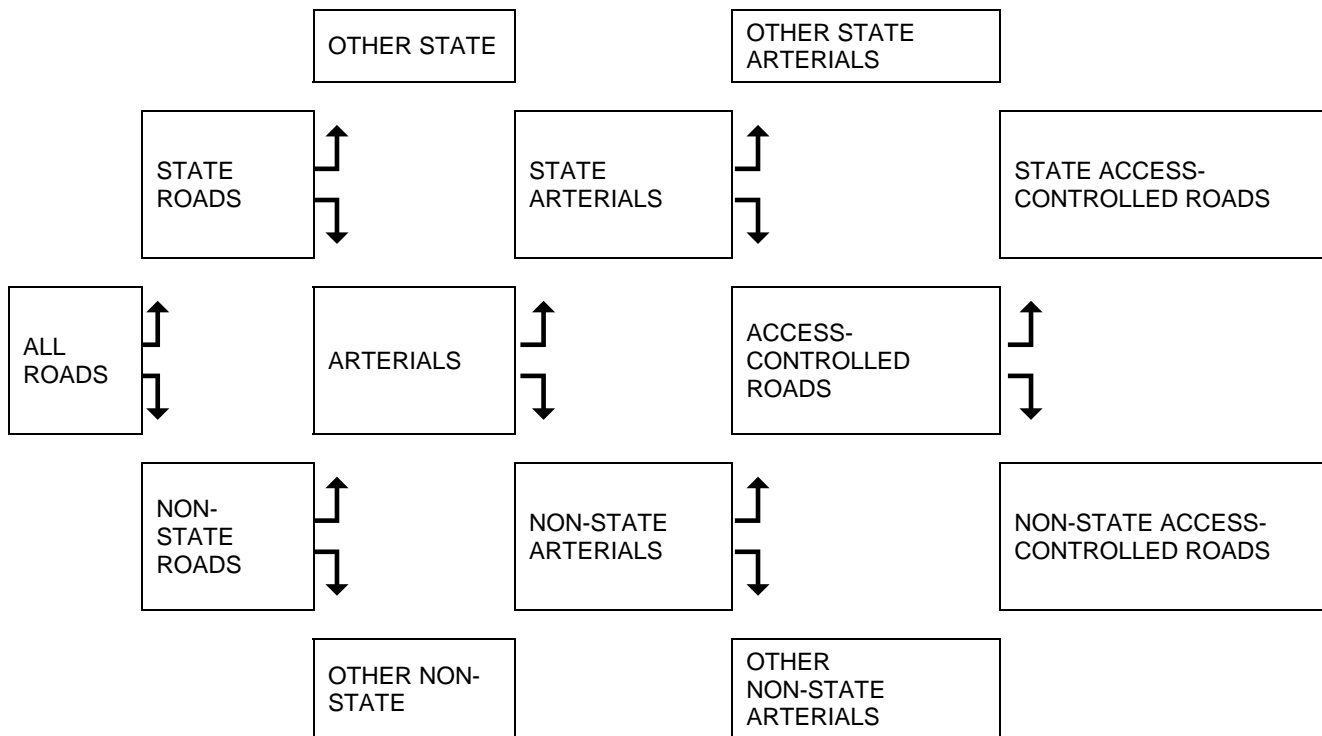 OTHER STATE
OTHER STATE
ARTERIALS
STATE
ROADS
STATE
ARTERIALS
STATE ACCESS-
CONTROLLED ROADS
ALL
ROADS
ARTERIALS
ACCESS-
CONTROLLED
ROADS
NON-
STATE
ROADS
NON-STATE
ARTERIALS
NON-STATE ACCESS-
CONTROLLED ROADS
OTHER NON-
STATE
OTHER
NON-STATE
ARTERIALS